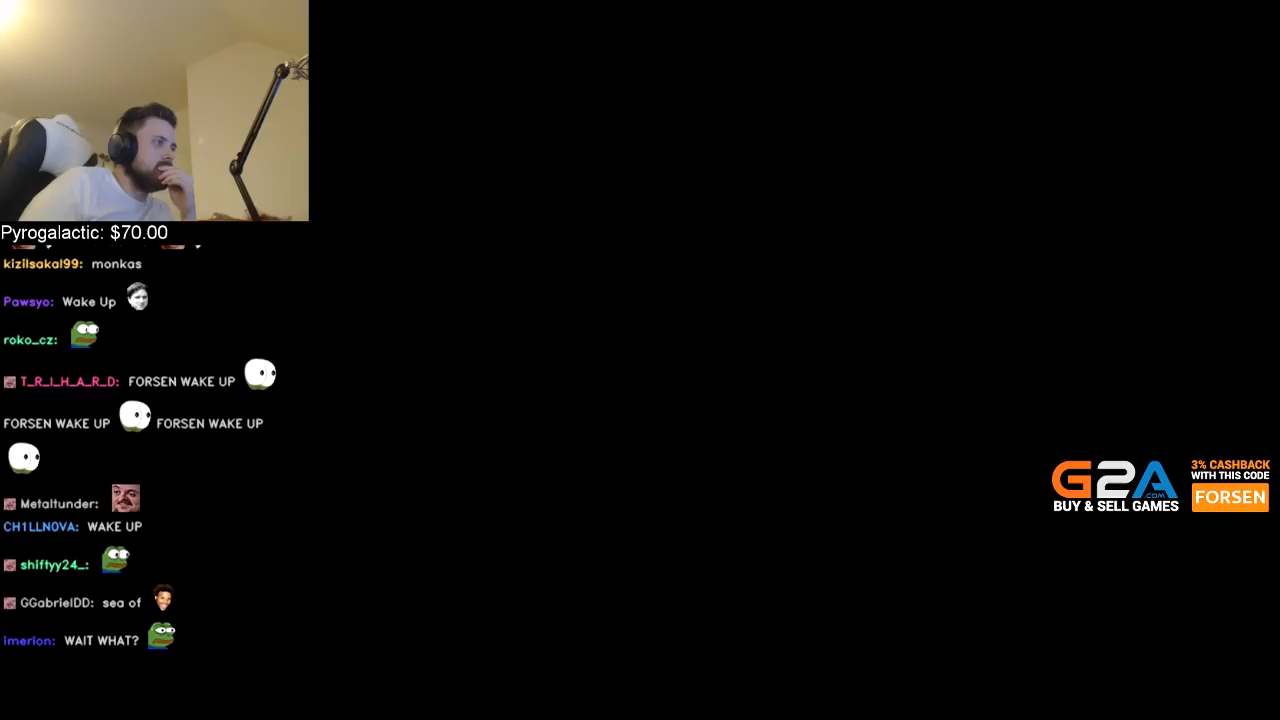 Pyrogalactic: $70.00
kizilsakal99: monkas
Pawsyo: Wake Up
roko_cz:
T_R_I_H_A_R_D: FORSEN WAKE UP
FORSEN WAKE UP FORSEN WAKE UP
Metaltunder:
CH1LLN0VA: WAKE UP
shiftyy24_:
GGabrielDD: sea of
imerion: WAIT WHAT?
G2A
.COM
BUY & SELL GAMES
3% CASHBACK
WITH THIS CODE
FORSEN